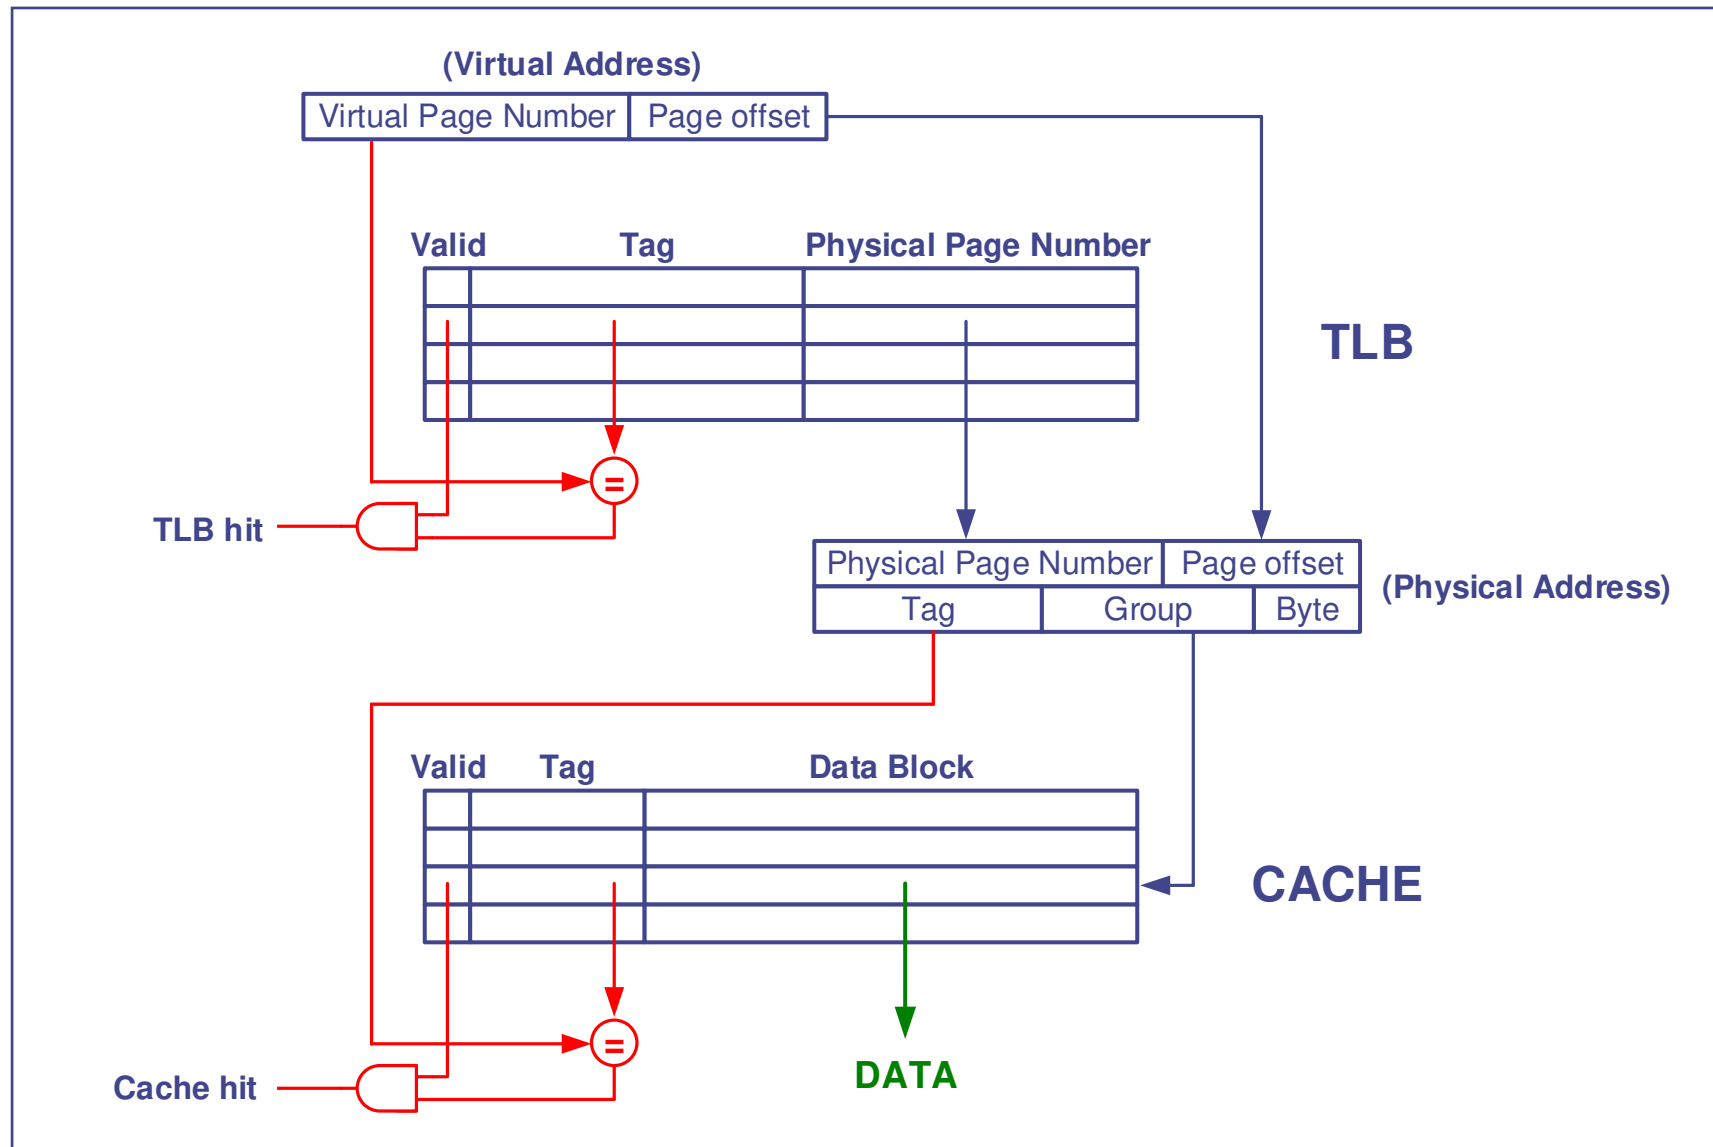 (Virtual Address)
Virtual Page Number Page offset
Valid Tag Physical Page Number
TLB
=
TLB hit
Physical Page Number Page offset
(Physical Address)
Tag Group Byte
Valid Tag Data Block
CACHE
=
Cache hit
DATA